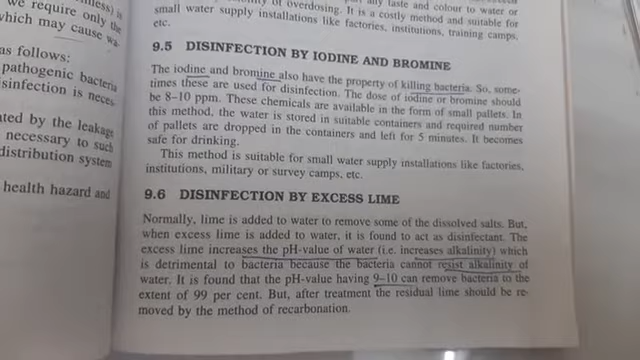 we require only the
which may cause wa-
as follows:
pathogenic bacteria
disinfection is neces
ated by the leakage
necessary to such
distribution system
health hazard and
of overdosing. It is a costly method and suitable for
small water supply installations like factories, institutions, training camps,
etc.
9.5 DISINFECTION BY IODINE AND BROMINE
The iodine and bromine also have the property of killing bacteria. So, some-
times these are used for disinfection. The dose of iodine or bromine should
be 8–10 ppm. These chemicals are available in the form of small pallets. In
this method, the water is stored in suitable containers and required number
of pallets are dropped in the containers and left for 5 minutes. It becomes
safe for drinking.
This method is suitable for small water supply installations like factories,
institutions, military or survey camps, etc.
9.6 DISINFECTION BY EXCESS LIME
Normally, lime is added to water to remove some of the dissolved salts. But,
when excess lime is added to water, it is found to act as disinfectant. The
excess lime increases the pH-value of water (i.e. increases alkalinity) which
is detrimental to bacteria because the bacteria cannot resist alkalinity of
water. It is found that the pH-value having 9–10 can remove bacteria to the
extent of 99 per cent. But, after treatment the residual lime should be re-
moved by the method of recarbonation.